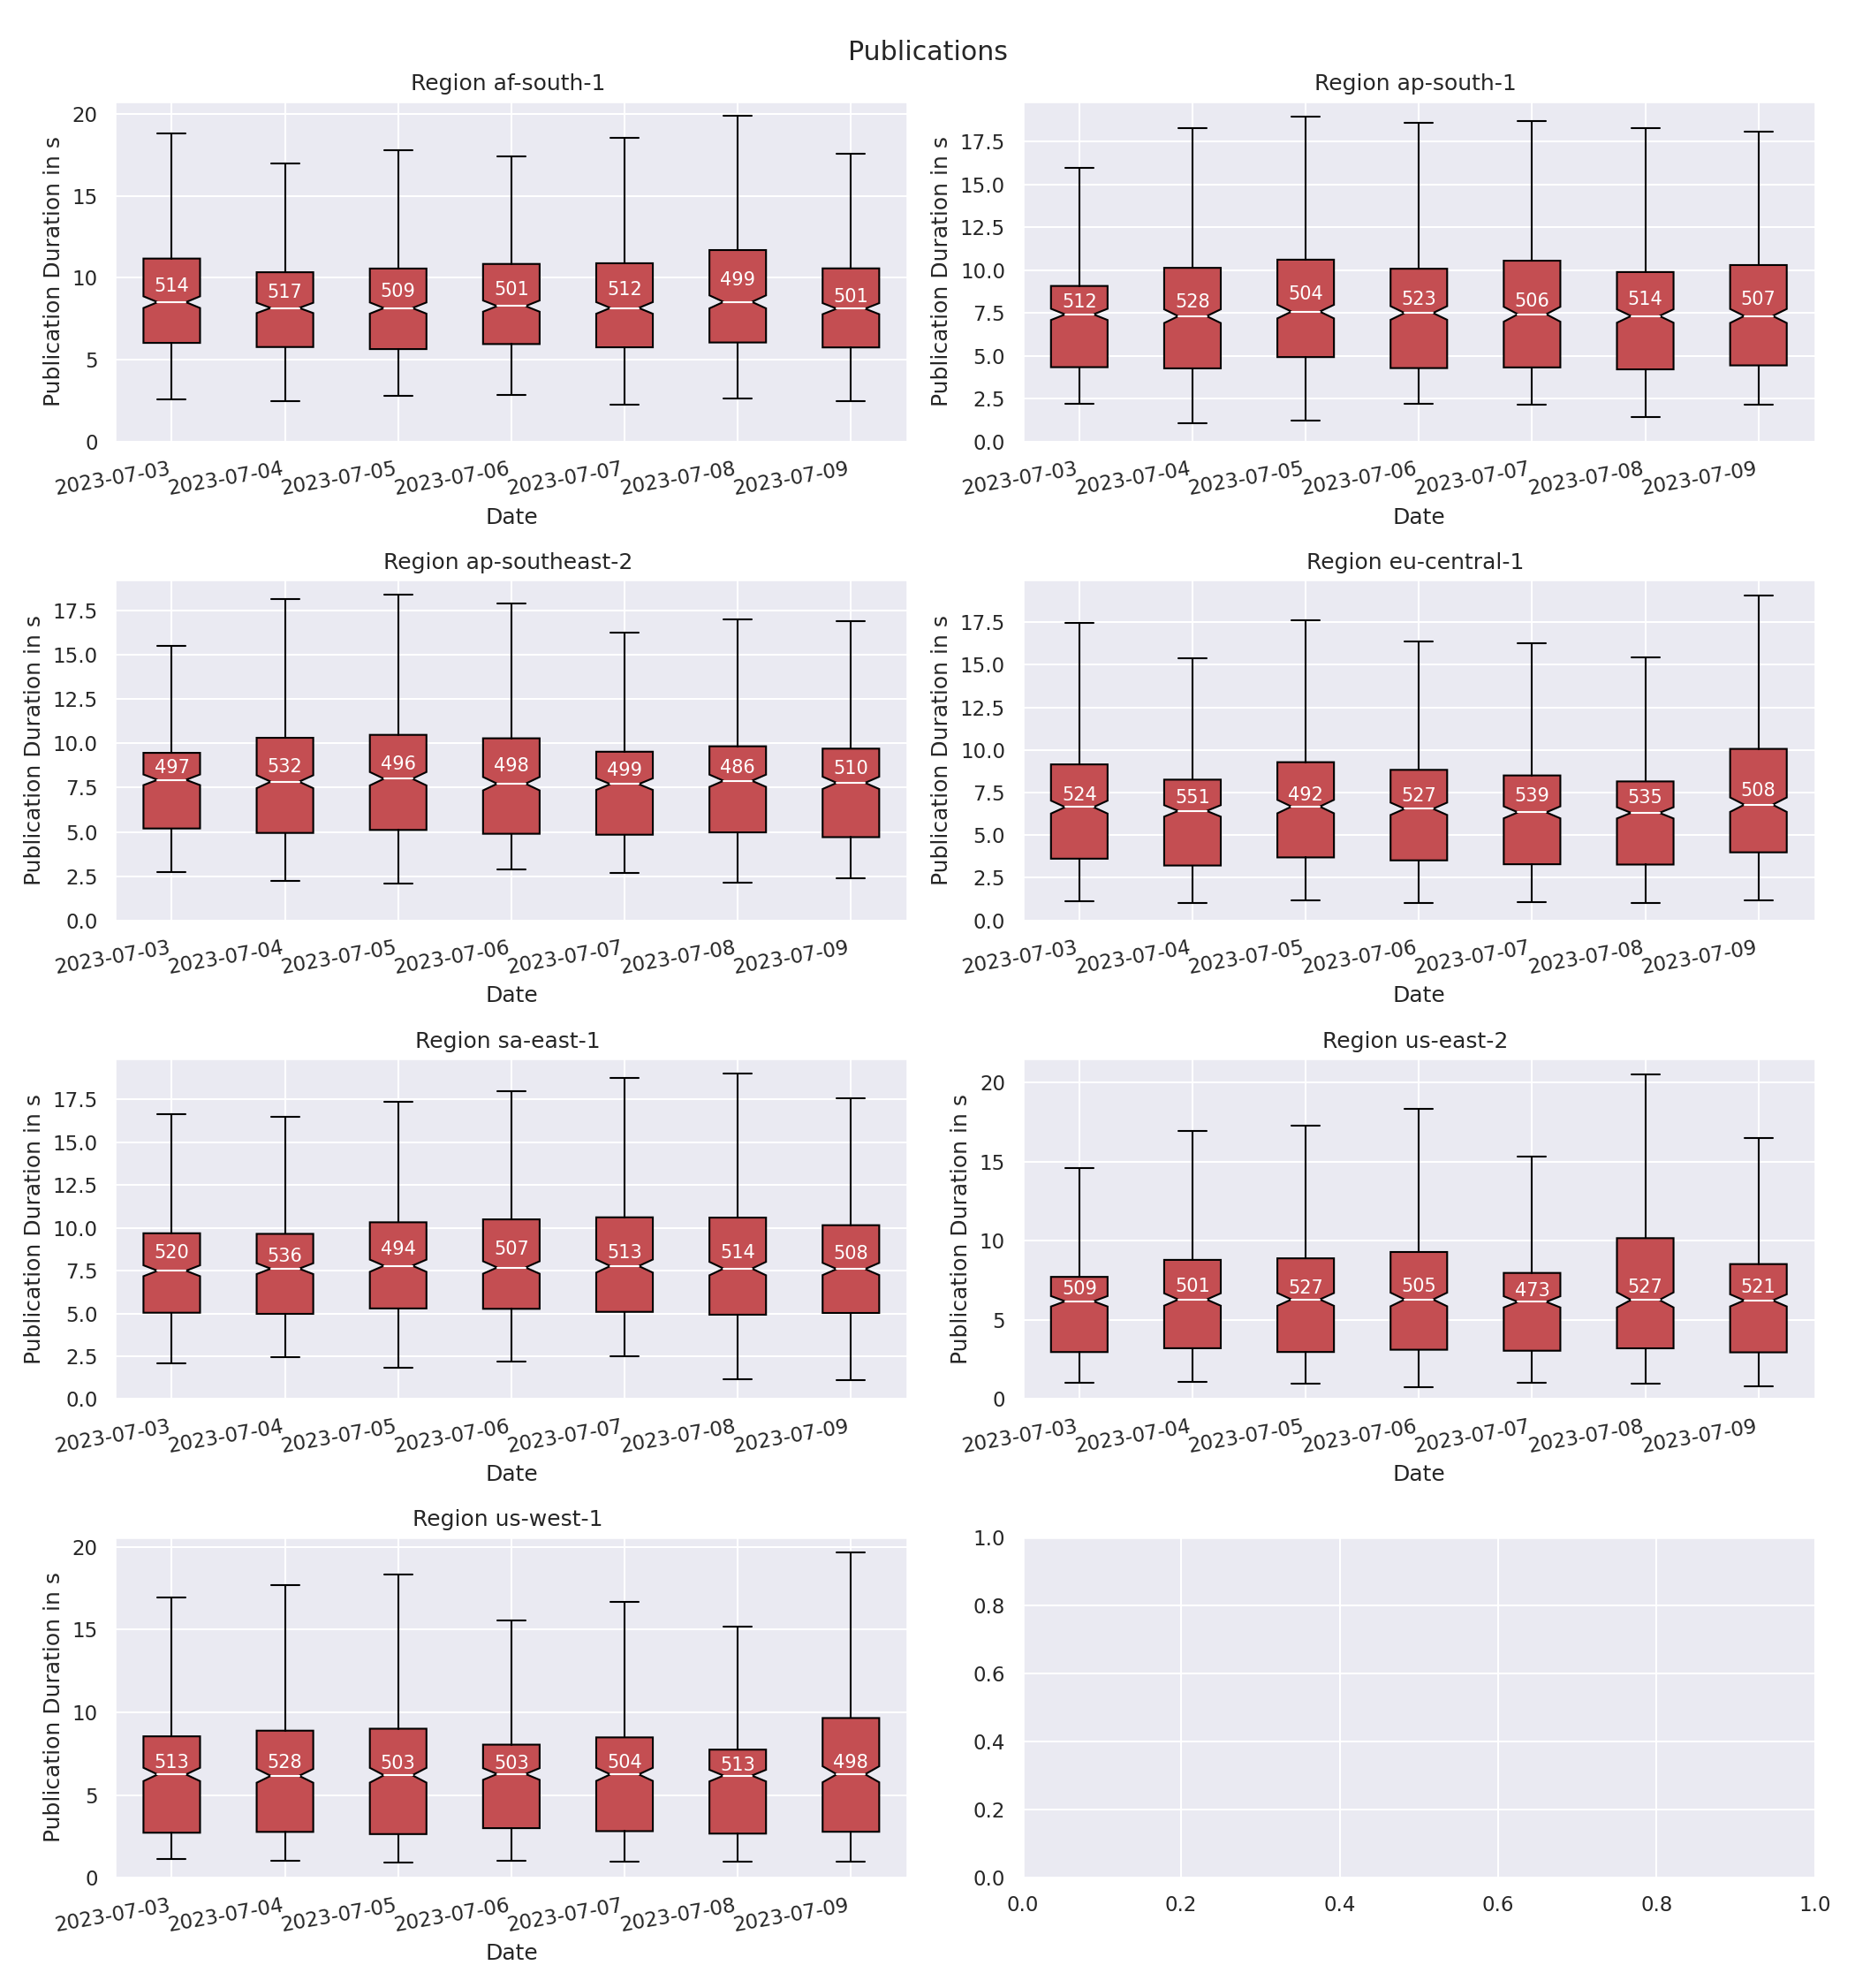 Publications
Region af-south-1
Publication Duration in s
20
15
10
5
0
514 517 509 501 512 499 501
2023-07-03 2023-07-04 2023-07-05 2023-07-06 2023-07-07 2023-07-08 2023-07-09
Date
Region ap-south-1
Publication Duration in s
17.5
15.0
12.5
10.0
7.5
5.0
2.5
0.0
512 528 504 523 506 514 507
2023-07-03 2023-07-04 2023-07-05 2023-07-06 2023-07-07 2023-07-08 2023-07-09
Date
Region ap-southeast-2
Publication Duration in s
17.5
15.0
12.5
10.0
7.5
5.0
2.5
0.0
497 532 496 498 499 486 510
2023-07-03 2023-07-04 2023-07-05 2023-07-06 2023-07-07 2023-07-08 2023-07-09
Date
Region eu-central-1
Publication Duration in s
17.5
15.0
12.5
10.0
7.5
5.0
2.5
0.0
524 551 492 527 539 535 508
2023-07-03 2023-07-04 2023-07-05 2023-07-06 2023-07-07 2023-07-08 2023-07-09
Date
Region sa-east-1
Publication Duration in s
17.5
15.0
12.5
10.0
7.5
5.0
2.5
0.0
520 536 494 507 513 514 508
2023-07-03 2023-07-04 2023-07-05 2023-07-06 2023-07-07 2023-07-08 2023-07-09
Date
Region us-east-2
Publication Duration in s
20
15
10
5
0
509 501 527 505 473 527 521
2023-07-03 2023-07-04 2023-07-05 2023-07-06 2023-07-07 2023-07-08 2023-07-09
Date
Region us-west-1
Publication Duration in s
20
15
10
5
0
513 528 503 503 504 513 498
2023-07-03 2023-07-04 2023-07-05 2023-07-06 2023-07-07 2023-07-08 2023-07-09
Date
1.0
0.8
0.6
0.4
0.2
0.0
0.0 0.2 0.4 0.6 0.8 1.0